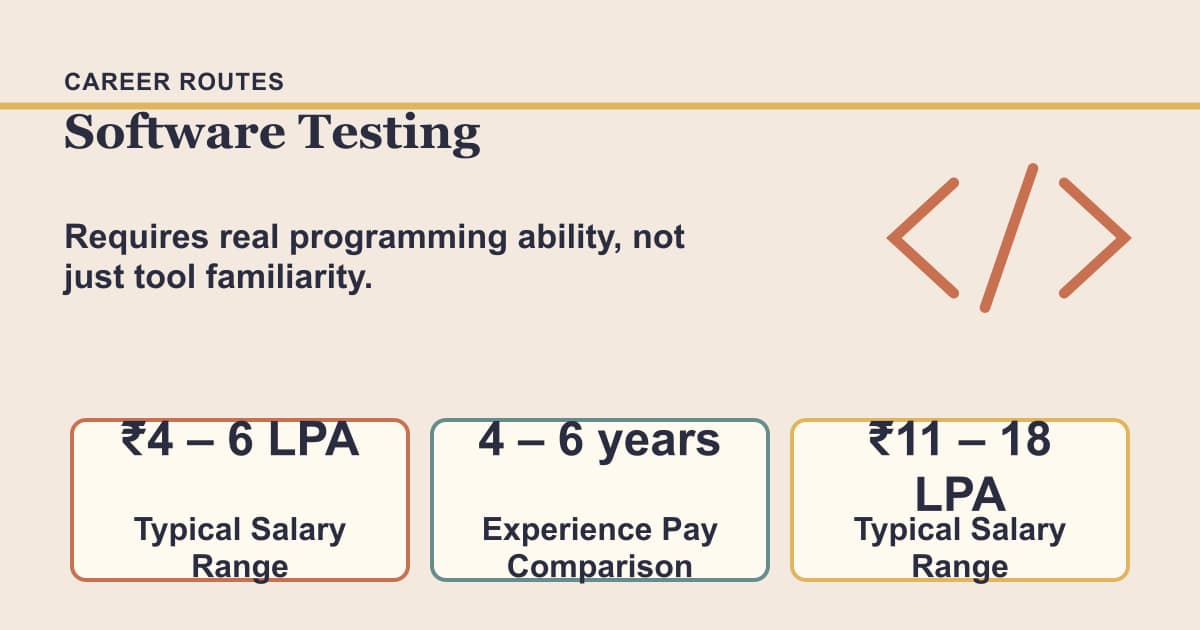 CAREER ROUTES
Software Testing
Requires real programming ability, not
just tool familiarity.
₹4 – 6 LPA
Typical Salary
Range
4 – 6 years
Experience Pay
Comparison
₹11 – 18
LPA
Typical Salary
Range